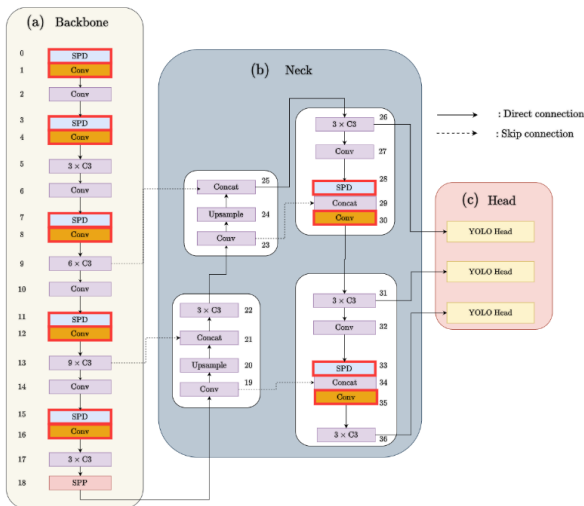 (a) Backbone
0 SPD
1 Conv
2 Conv
3 SPD
4 Conv
5 3 × C3
6 Conv
7 SPD
8 Conv
9 6 × C3
10 Conv
11 SPD
12 Conv
13 9 × C3
14 Conv
15 SPD
16 Conv
17 3 × C3
18 SPP
(b) Neck
Concat 25
Upsample 24
Conv 23
3 × C3 22
Concat 21
Upsample 20
Conv 19
3 × C3 26
Conv 27
SPD 28
Concat 29
Conv 30
3 × C3 31
Conv 32
SPD 33
Concat 34
Conv 35
3 × C3 36
: Direct connection
: Skip connection
(c) Head
YOLO Head
YOLO Head
YOLO Head